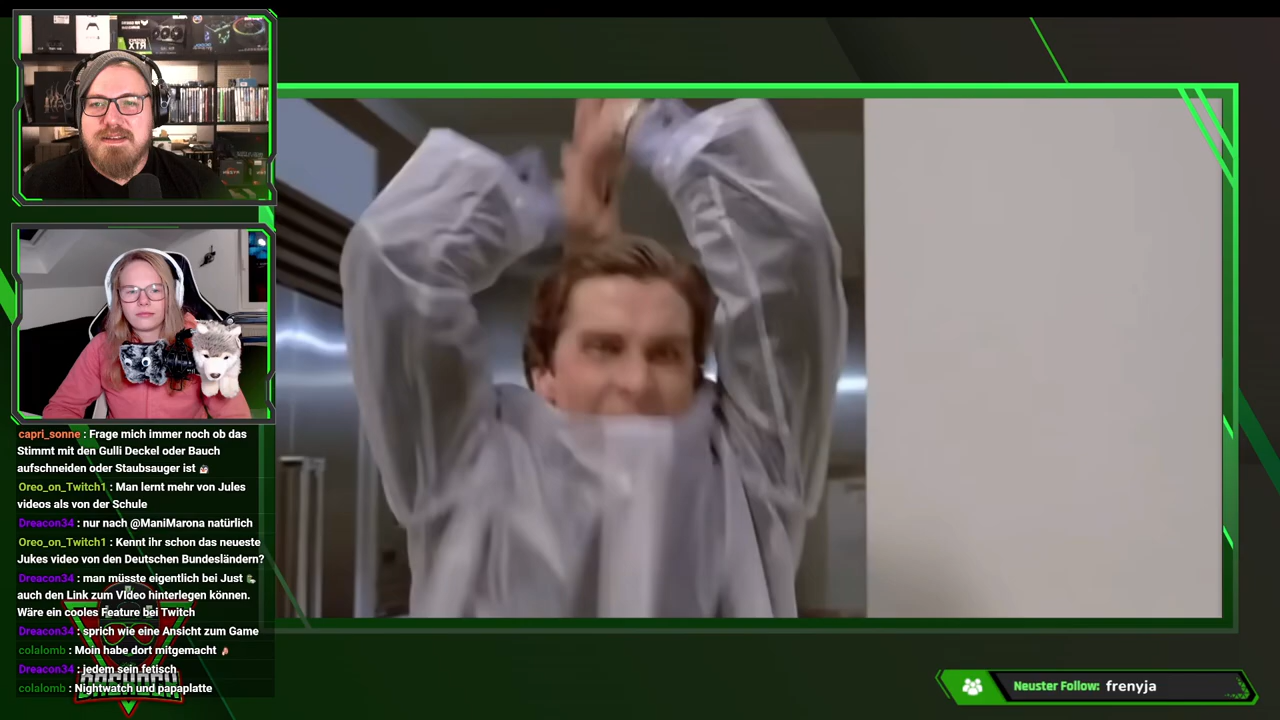 capri_sonne : Frage mich immer noch ob das
Stimmt mit den Gulli Deckel oder Bauch
aufschneiden oder Staubsauger ist
Oreo_on_Twitch1 : Man lernt mehr von Jules
videos als von der Schule
Dreacon34 : nur nach @ManiMarona natürlich
Oreo_on_Twitch1 : Kennt ihr schon das neueste
Jukes video von den Deutschen Bundesländern?
Dreacon34 : man müsste eigentlich bei Just
auch den Link zum VIdeo hinterlegen können.
Wäre ein cooles Feature bei Twitch
Dreacon34 : sprich wie eine Ansicht zum Game
colalomb : Moin habe dort mitgemacht
Dreacon34 : jedem sein fetisch
colalomb : Nightwatch und papaplatte
Neuster Follow: frenyja